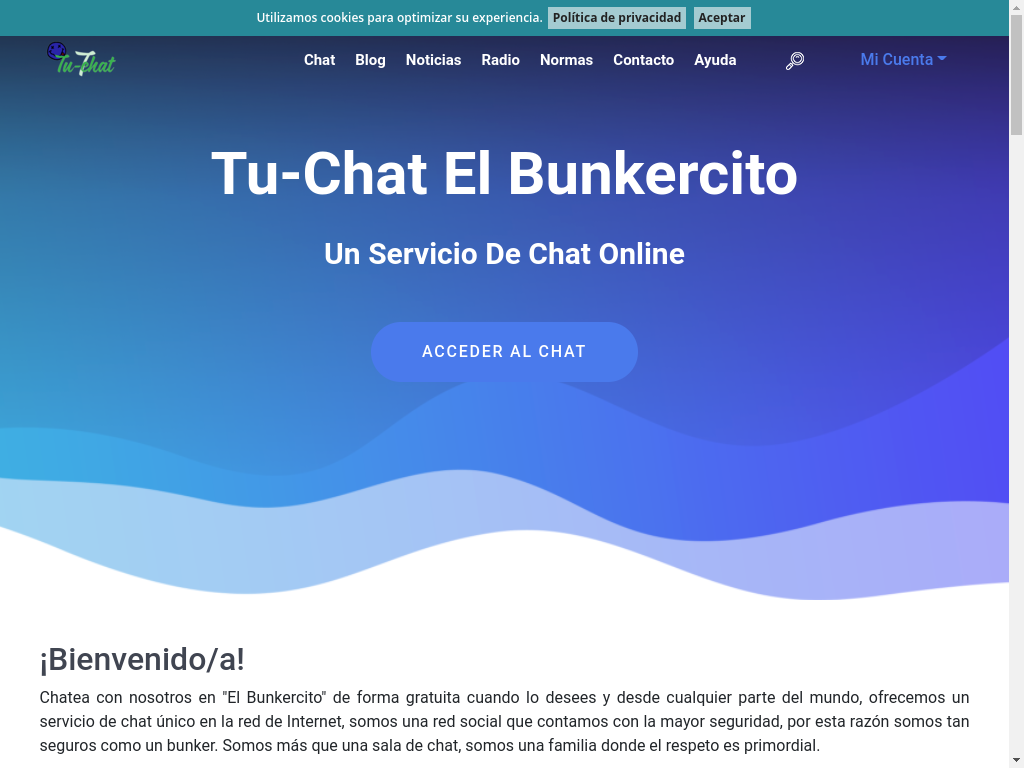 Utilizamos cookies para optimizar su experiencia. Política de privacidad Aceptar
Tu-Chat
Chat Blog Noticias Radio Normas Contacto Ayuda Mi Cuenta
Tu-Chat El Bunkercito
Un Servicio De Chat Online
ACCEDER AL CHAT
¡Bienvenido/a!
Chatea con nosotros en "El Bunkercito" de forma gratuita cuando lo desees y desde cualquier parte del mundo, ofrecemos un
servicio de chat único en la red de Internet, somos una red social que contamos con la mayor seguridad, por esta razón somos tan
seguros como un bunker. Somos más que una sala de chat, somos una familia donde el respeto es primordial.